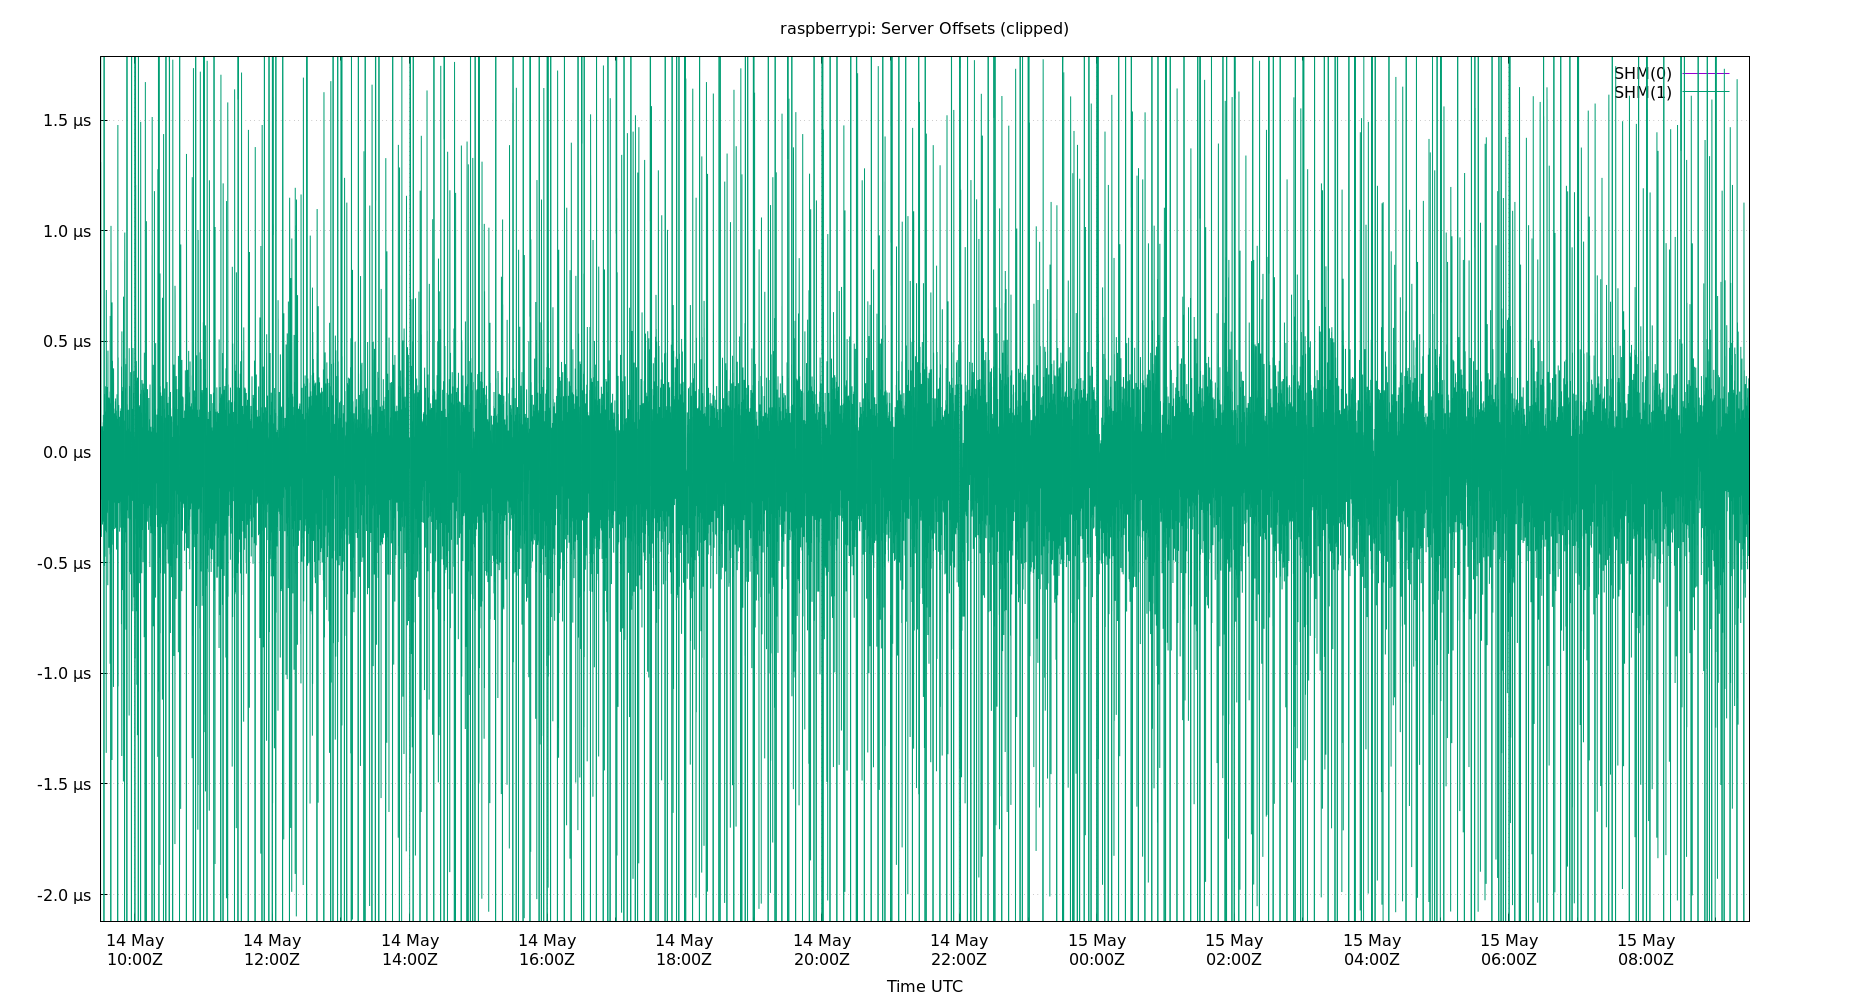 raspberrypi: Server Offsets (clipped)
SHM(0)
SHM(1)
1.5 µs
1.0 µs
0.5 µs
0.0 µs
-0.5 µs
-1.0 µs
-1.5 µs
-2.0 µs
14 May 14 May 14 May 14 May 14 May 14 May 14 May 15 May 15 May 15 May 15 May 15 May
10:00Z 12:00Z 14:00Z 16:00Z 18:00Z 20:00Z 22:00Z 00:00Z 02:00Z 04:00Z 06:00Z 08:00Z
Time UTC